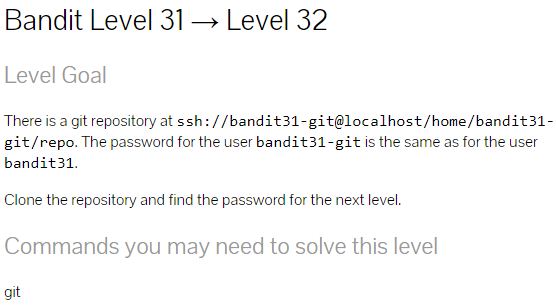 Bandit Level 31 → Level 32
Level Goal
There is a git repository at ssh://bandit31-git@localhost/home/bandit31-
git/repo. The password for the user bandit31-git is the same as for the user
bandit31.
Clone the repository and find the password for the next level.
Commands you may need to solve this level
git